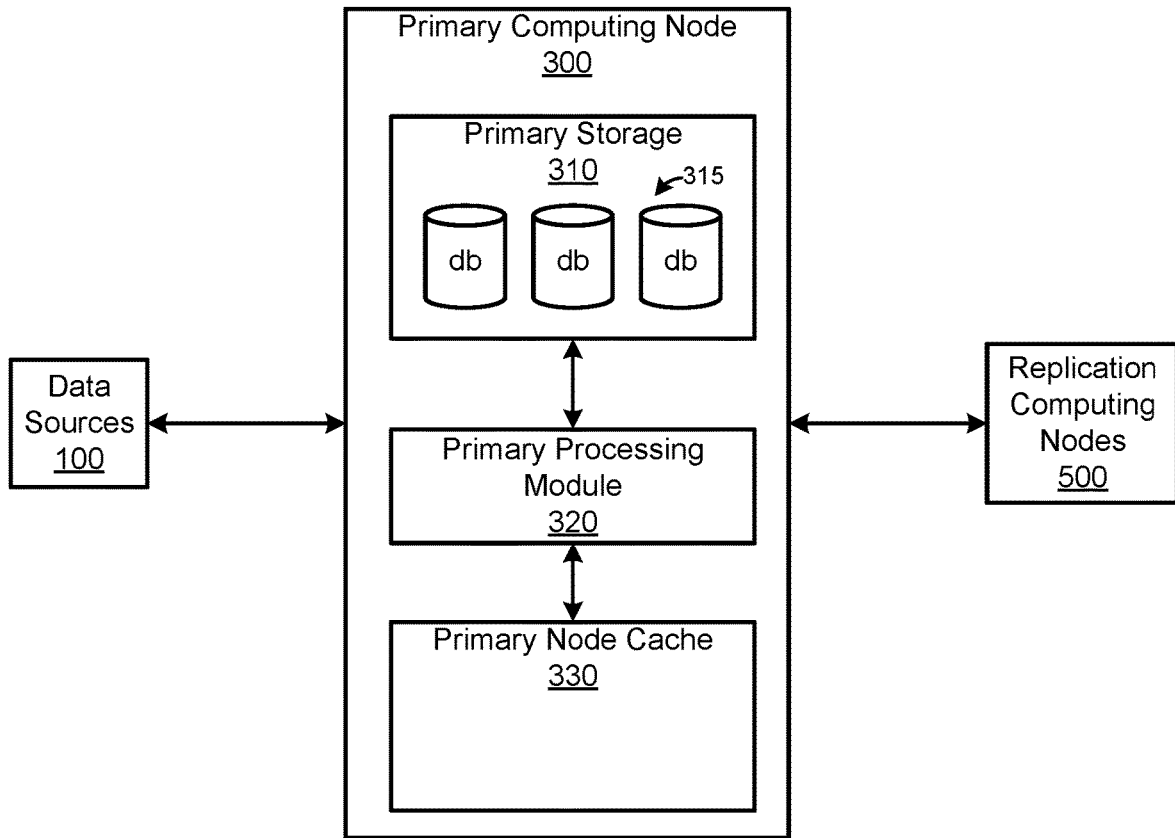 Primary Computing Node
300
Primary Storage
310
315
db
db
db
Data
Sources
100
Primary Processing
Module
320
Replication
Computing
Nodes
500
Primary Node Cache
330